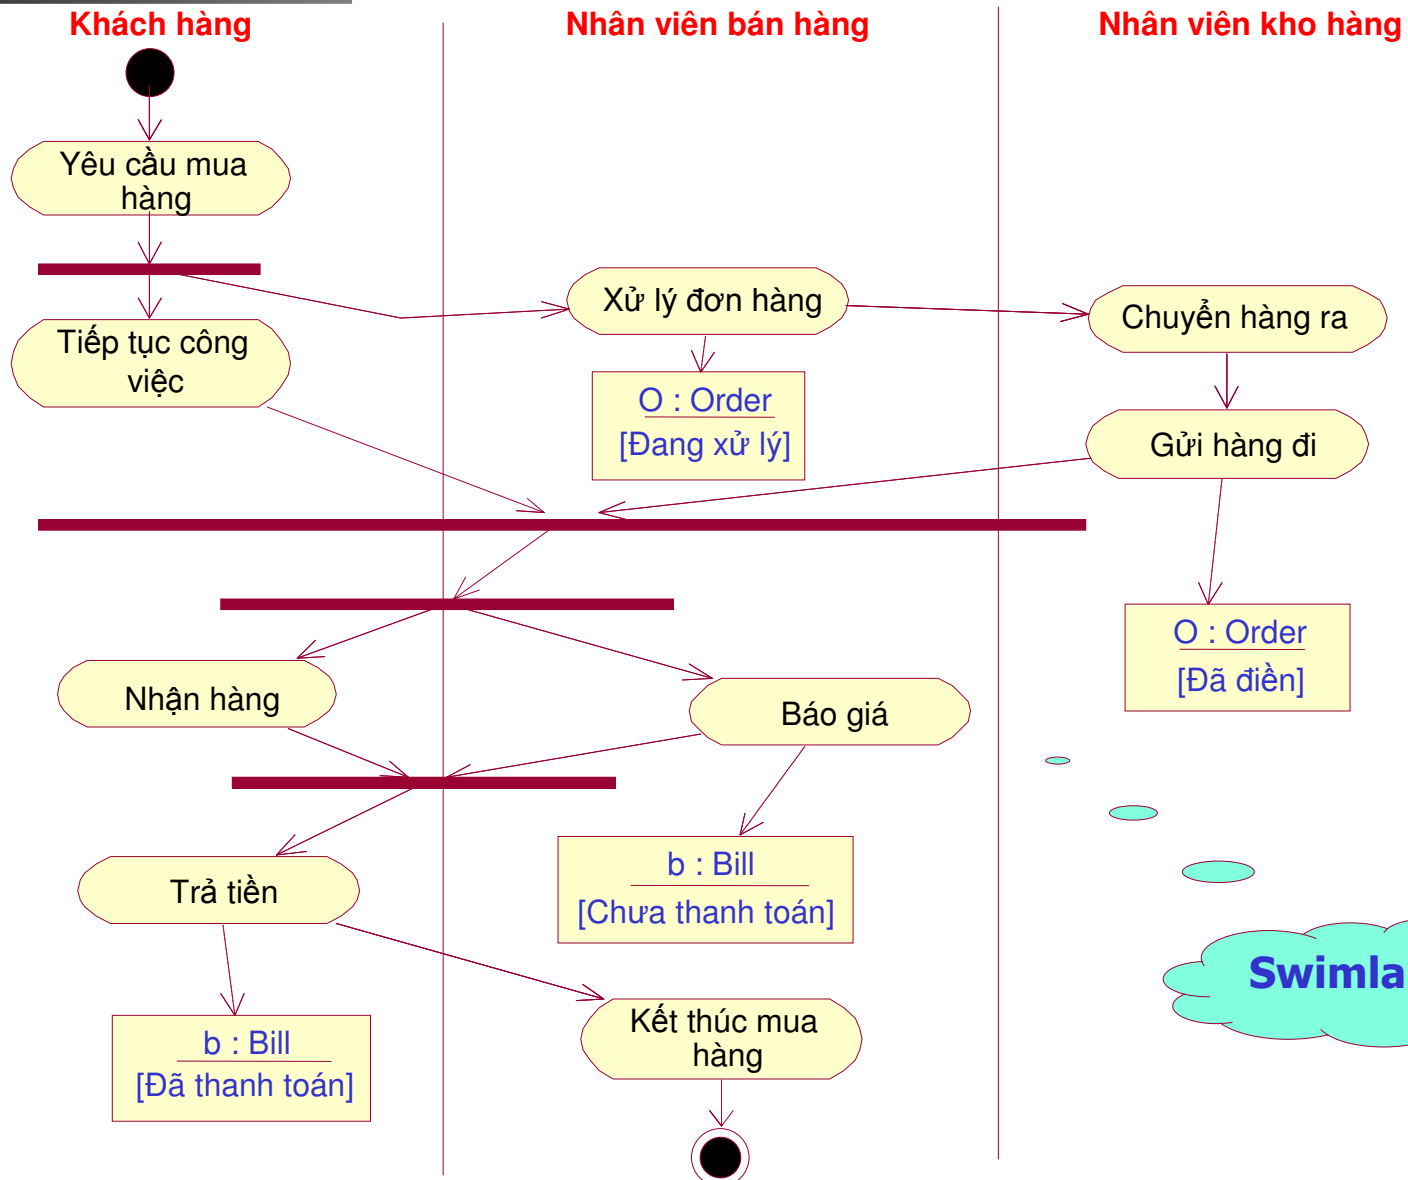 Khách hàng
Nhân viên bán hàng
Nhân viên kho hàng
Yêu cầu mua
hàng
Xử lý đơn hàng
Chuyển hàng ra
Tiếp tục công
việc
O : Order
[Đang xử lý]
Gửi hàng đi
O : Order
[Đã điền]
Nhận hàng
Báo giá
b : Bill
[Chưa thanh toán]
Trả tiền
Swimla
Kết thúc mua
hàng
b : Bill
[Đã thanh toán]